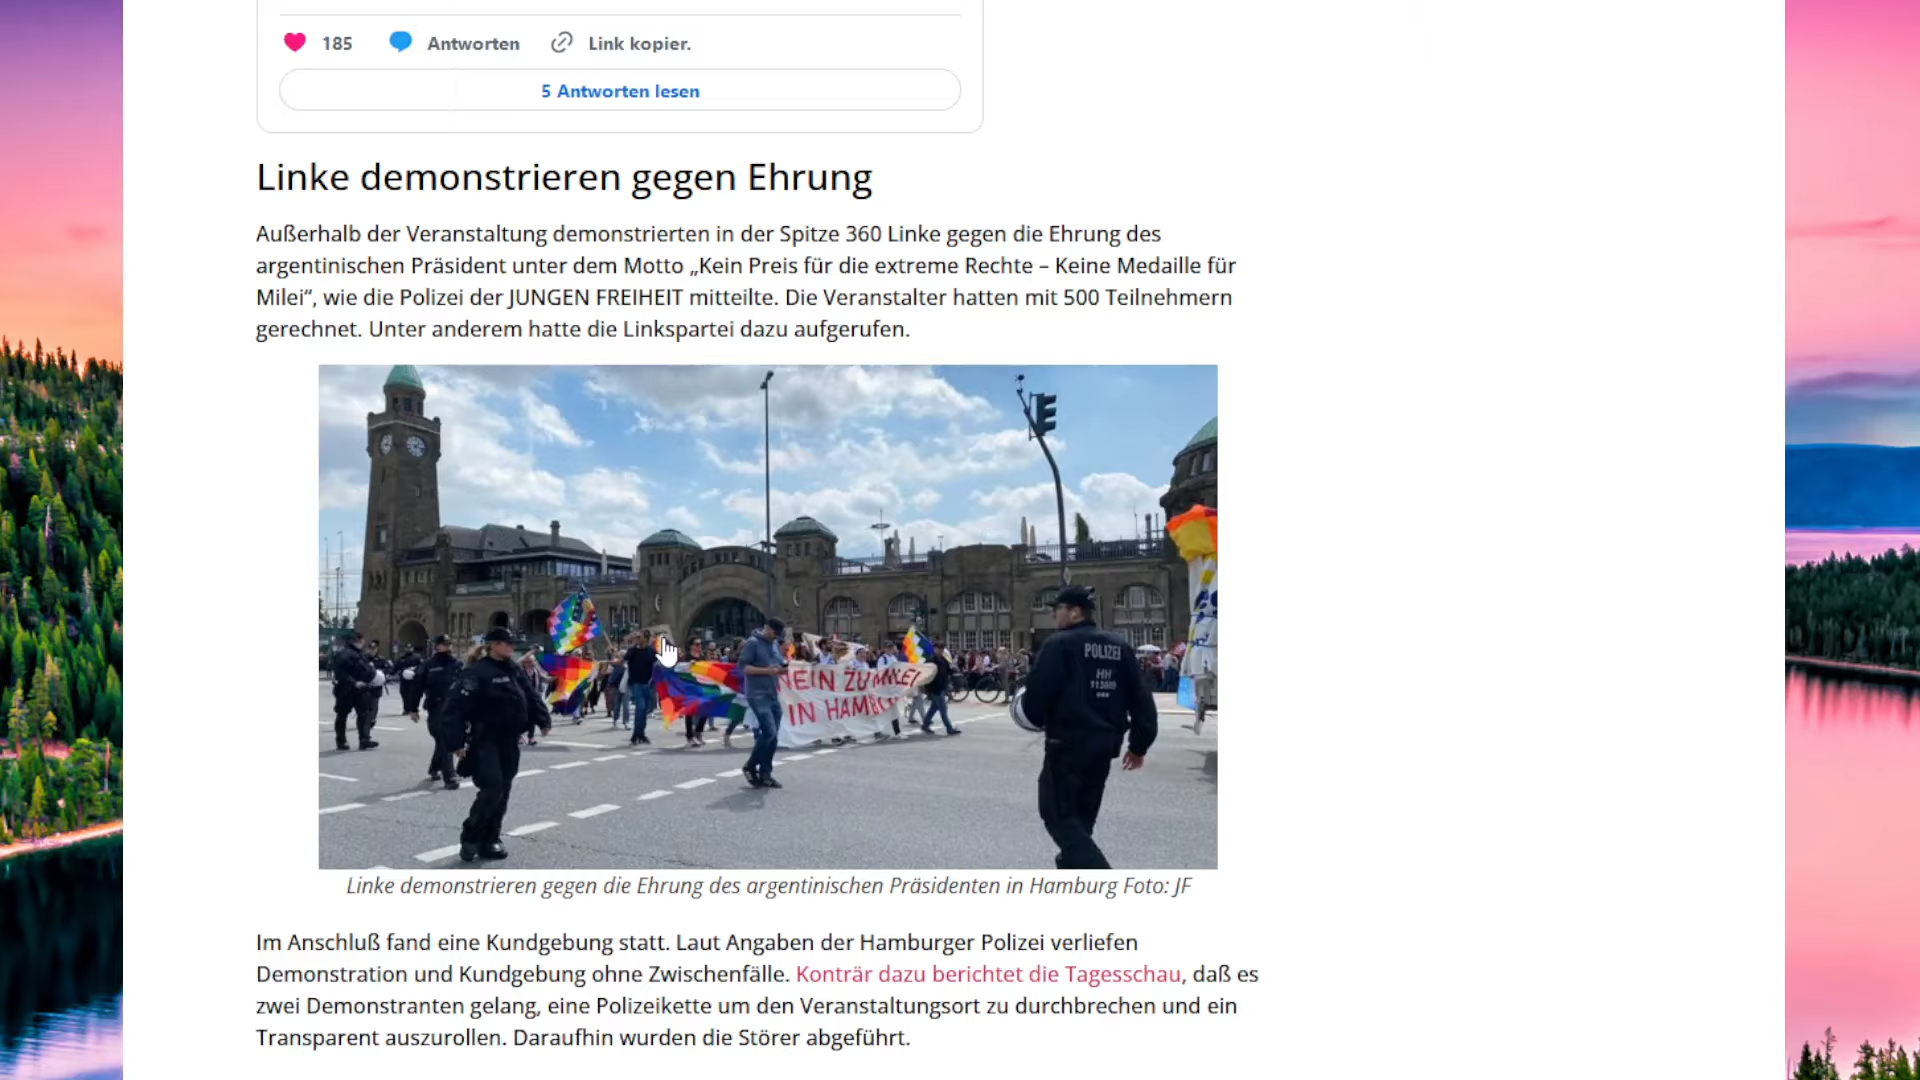 185 Antworten Link kopier.
5 Antworten lesen
Linke demonstrieren gegen Ehrung
Außerhalb der Veranstaltung demonstrierten in der Spitze 360 Linke gegen die Ehrung des
argentinischen Präsident unter dem Motto „Kein Preis für die extreme Rechte – Keine Medaille für
Milei“, wie die Polizei der JUNGEN FREIHEIT mitteilte. Die Veranstalter hatten mit 500 Teilnehmern
gerechnet. Unter anderem hatte die Linkspartei dazu aufgerufen.
POLIZEI
HH
NEIN ZU MILEI
IN HAMBU
Linke demonstrieren gegen die Ehrung des argentinischen Präsidenten in Hamburg Foto: JF
Im Anschluß fand eine Kundgebung statt. Laut Angaben der Hamburger Polizei verliefen
Demonstration und Kundgebung ohne Zwischenfälle. Konträr dazu berichtet die Tagesschau, daß es
zwei Demonstranten gelang, eine Polizeikette um den Veranstaltungsort zu durchbrechen und ein
Transparent auszurollen. Daraufhin wurden die Störer abgeführt.